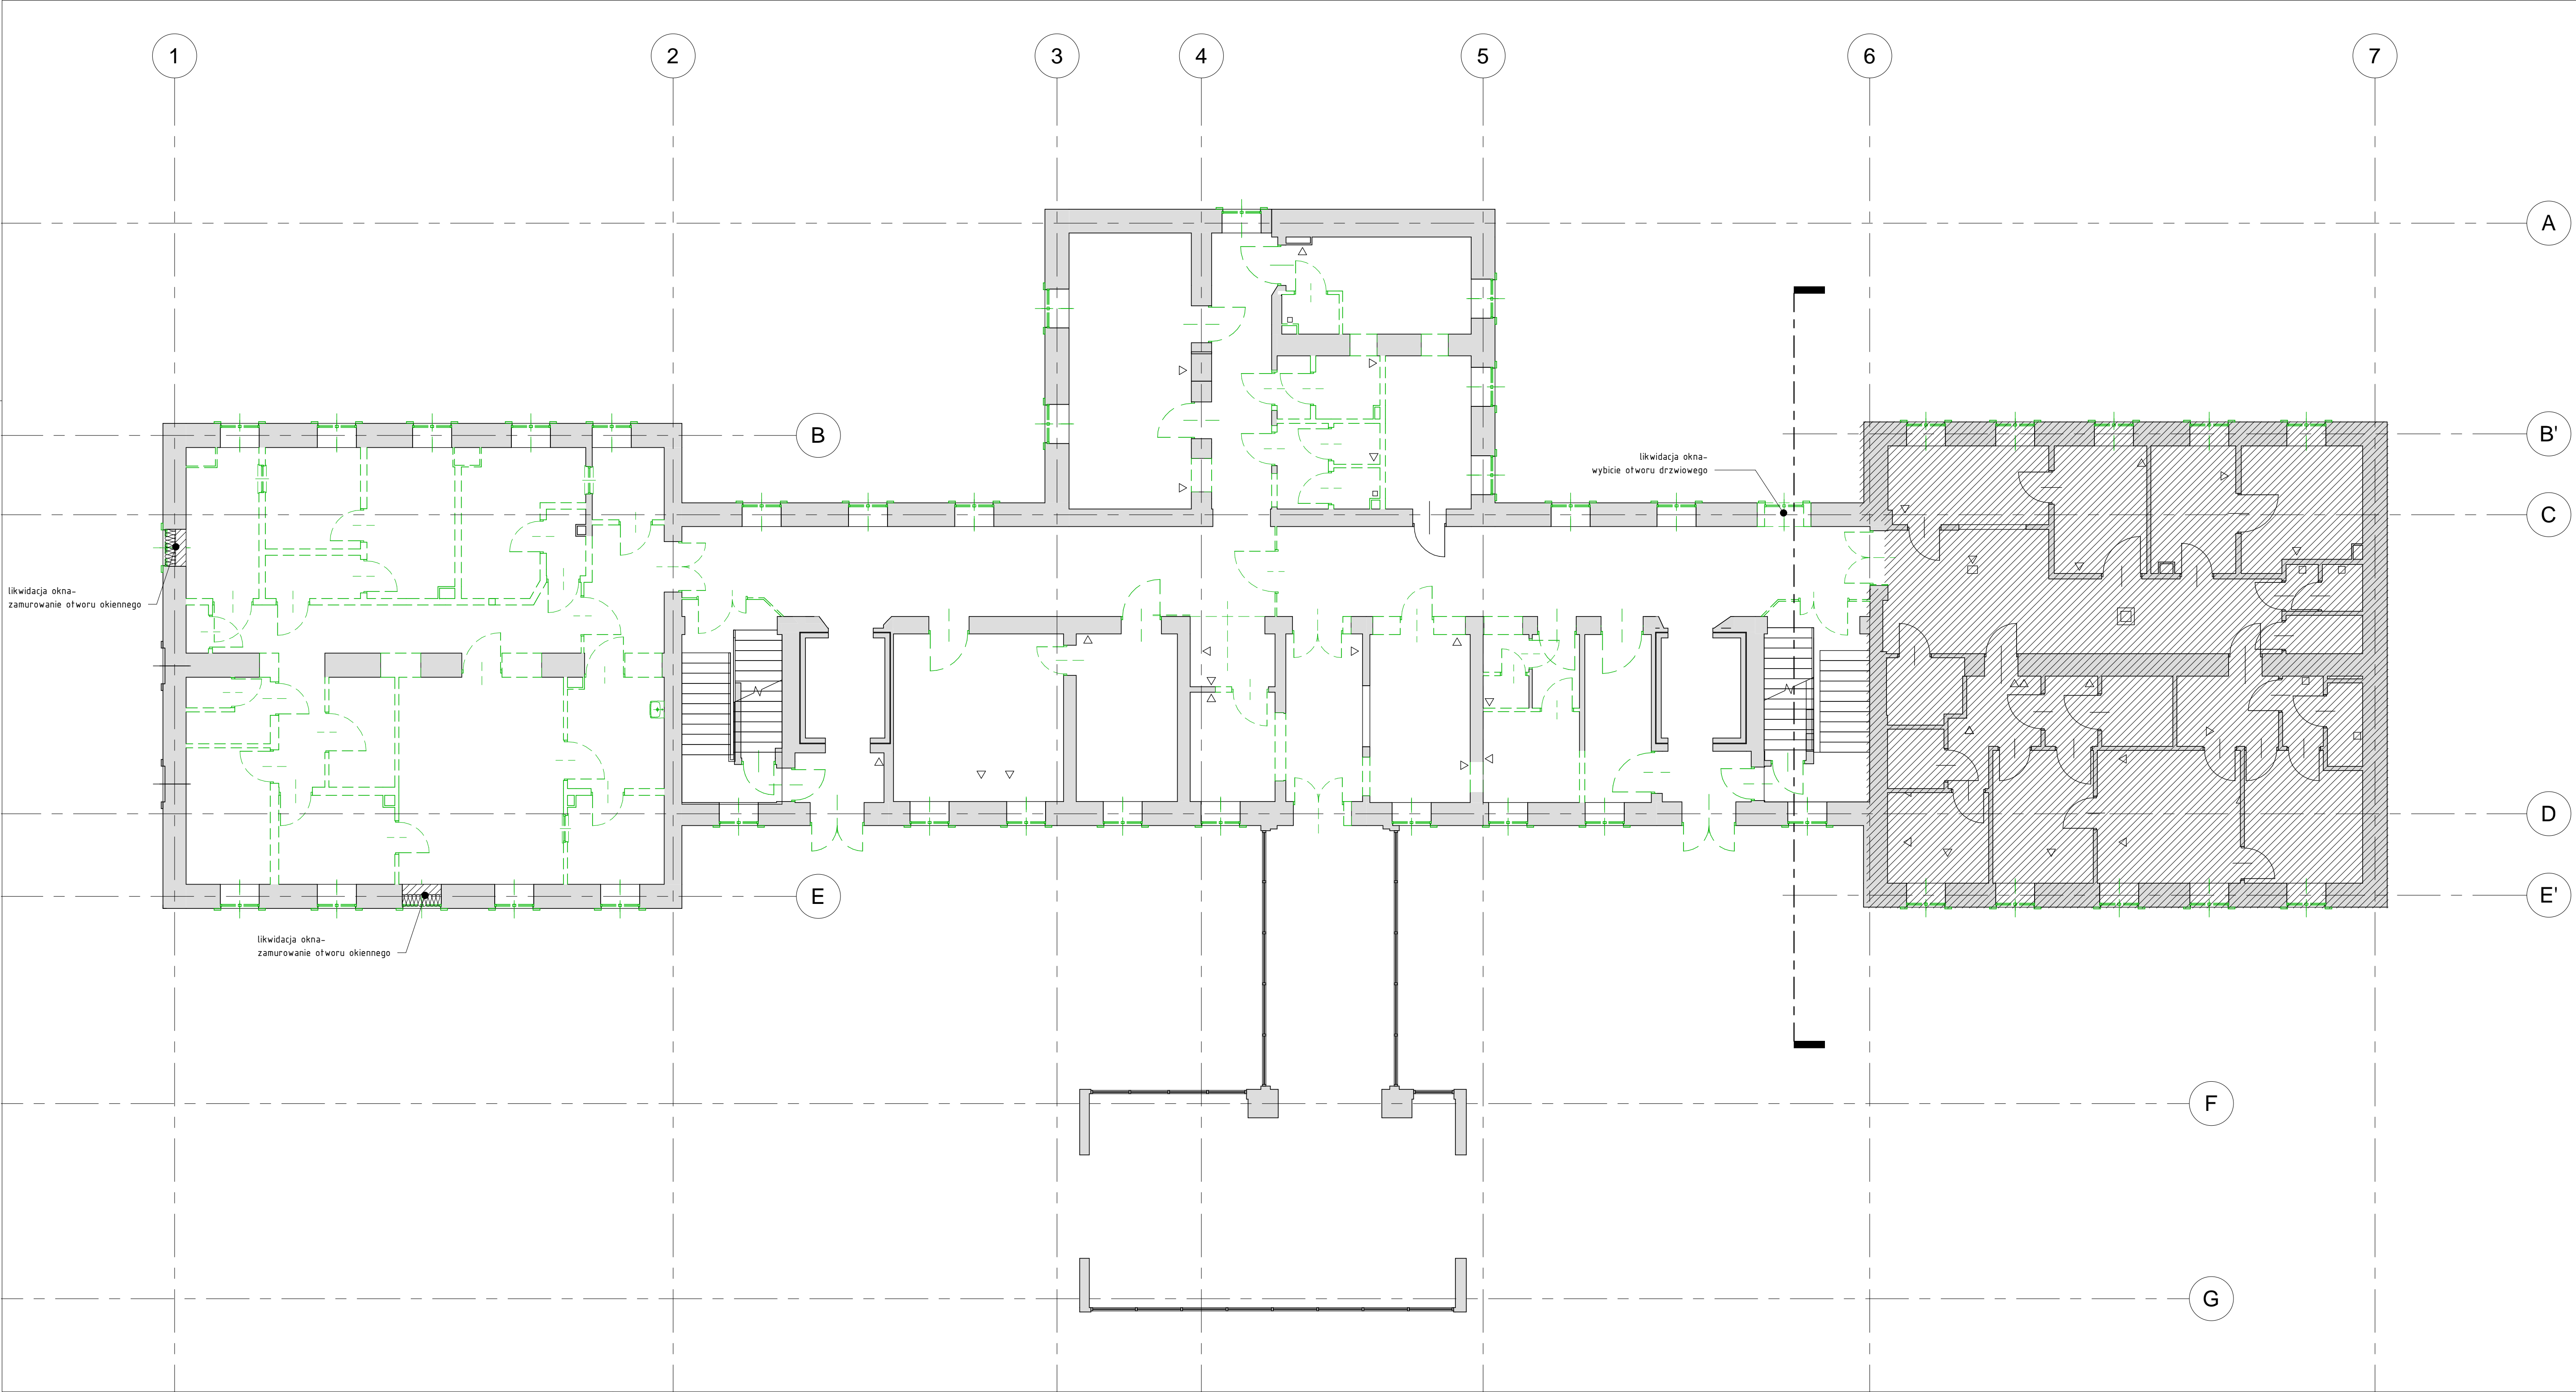 1
2
3
4
5
6
7
A
B
B'
C
likwidacja okna-
wybicie otworu drzwiowego
likwidacja okna-
zamurowanie otworu okiennego
D
E
E'
likwidacja okna-
zamurowanie otworu okiennego
F
G